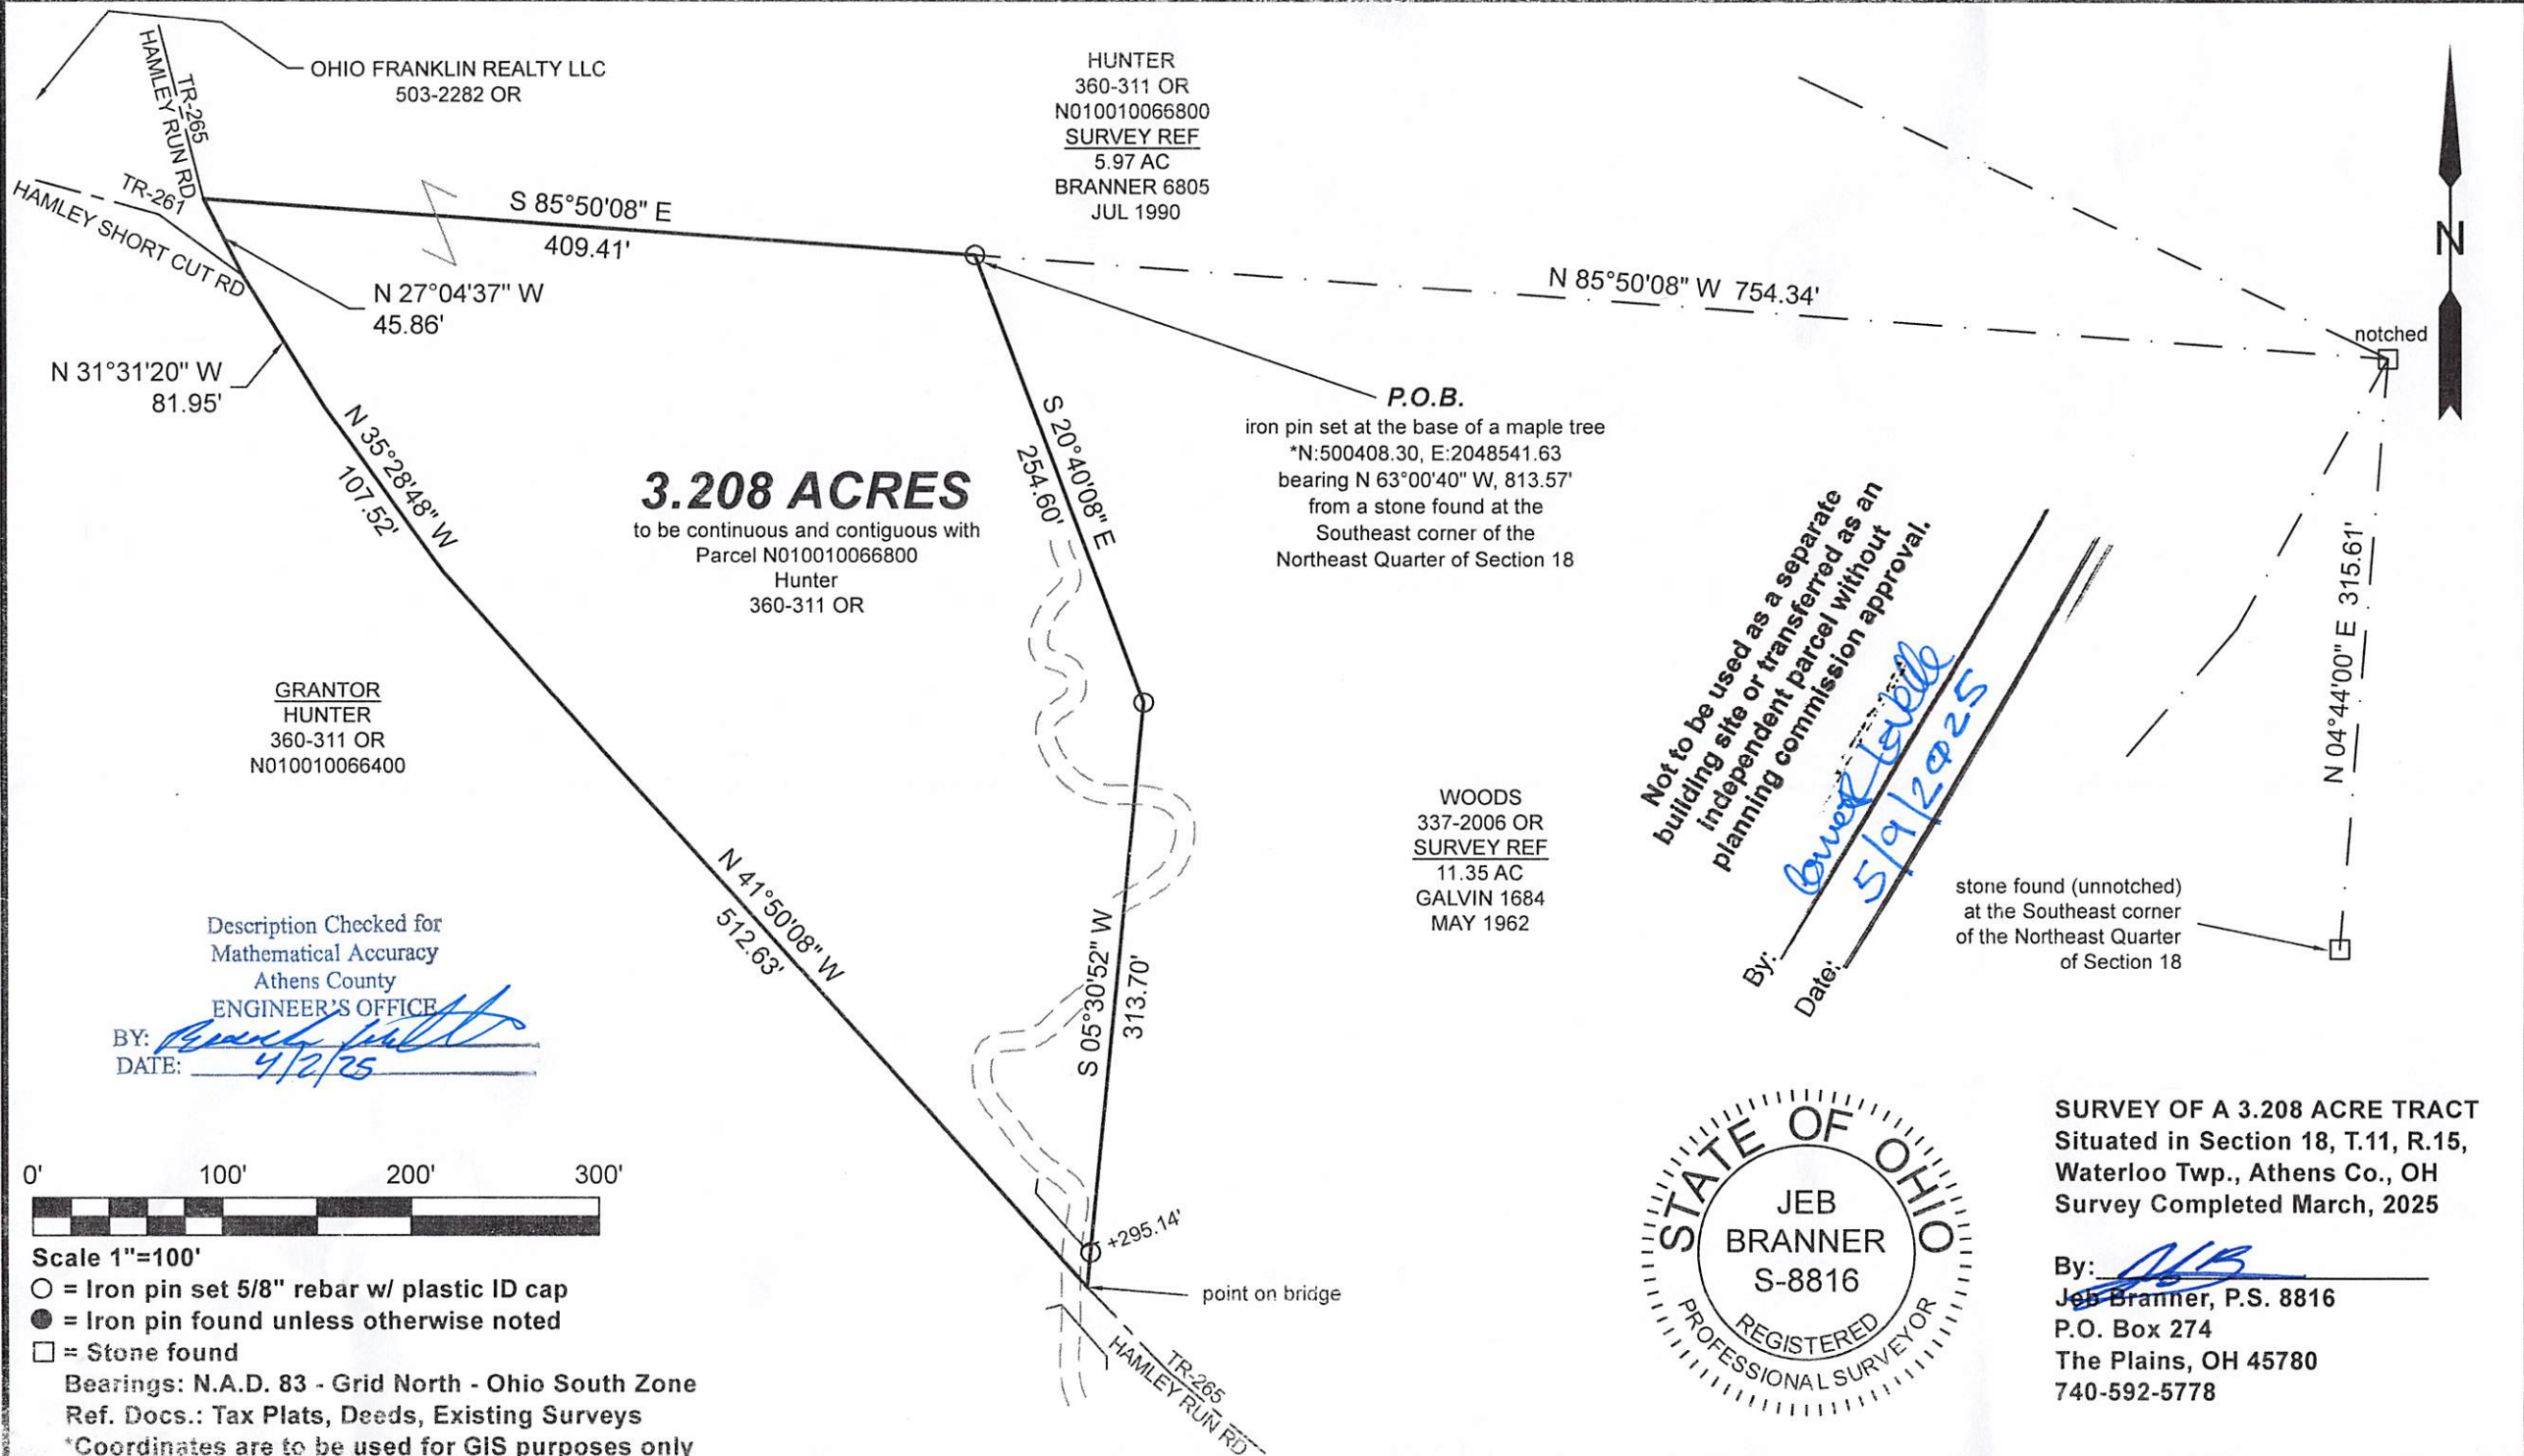 OHIO FRANKLIN REALTY LLC
503-2282 OR
TR-265
HAMLEY RUN RD
TR-261
HAMLEY SHORT CUT RD
HUNTER
360-311 OR
N010010066800
SURVEY REF
5.97 AC
BRANNER 6805
JUL 1990
N
S 85°50'08" E
409.41'
N 27°04'37" W
45.86'
N 31°31'20" W
81.95'
N 85°50'08" W 754.34'
notched
P.O.B.
iron pin set at the base of a maple tree
*N:500408.30, E:2048541.63
bearing N 63°00'40" W, 813.57'
from a stone found at the
Southeast corner of the
Northeast Quarter of Section 18
N 35°28'48" W
107.52'
3.208 ACRES
to be continuous and contiguous with
Parcel N010010066800
Hunter
360-311 OR
S 20°40'08" E
254.60'
Not to be used as a separate
building site or transferred as an
independent parcel without
planning commission approval.
By:
Date: 5/9/2025
N 04°44'00" E 315.61'
GRANTOR
HUNTER
360-311 OR
N010010066400
WOODS
337-2006 OR
SURVEY REF
11.35 AC
GALVIN 1684
MAY 1962
stone found (unnotched)
at the Southeast corner
of the Northeast Quarter
of Section 18
N 41°50'08" W
512.63'
S 05°30'52" W
313.70'
Description Checked for
Mathematical Accuracy
Athens County
ENGINEER'S OFFICE
BY:
DATE: 4/2/25
+295.14'
point on bridge
TR-265
HAMLEY RUN RD
0' 100' 200' 300'
Scale 1"=100'
= Iron pin set 5/8" rebar w/ plastic ID cap
= Iron pin found unless otherwise noted
= Stone found
Bearings: N.A.D. 83 - Grid North - Ohio South Zone
Ref. Docs.: Tax Plats, Deeds, Existing Surveys
*Coordinates are to be used for GIS purposes only
STATE OF OHIO
JEB
BRANNER
S-8816
REGISTERED
PROFESSIONAL SURVEYOR
SURVEY OF A 3.208 ACRE TRACT
Situated in Section 18, T.11, R.15,
Waterloo Twp., Athens Co., OH
Survey Completed March, 2025
By:
Jeb Branner, P.S. 8816
P.O. Box 274
The Plains, OH 45780
740-592-5778